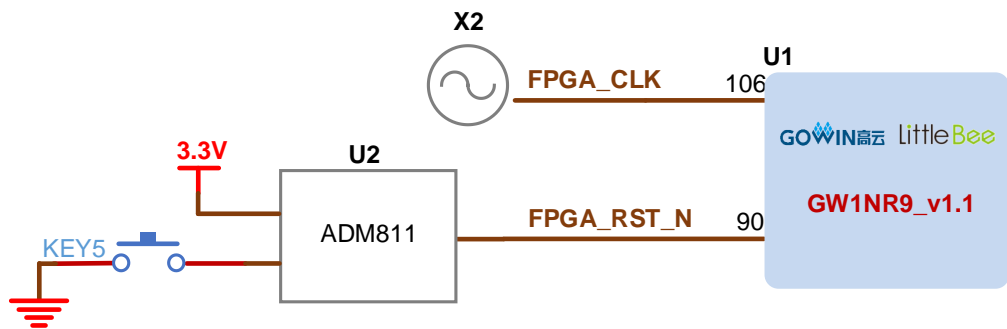 X2
U1
FPGA_CLK
106
GOWIN高云 LittleBee
3.3V
U2
GW1NR9_v1.1
ADM811
FPGA_RST_N
90
KEY5